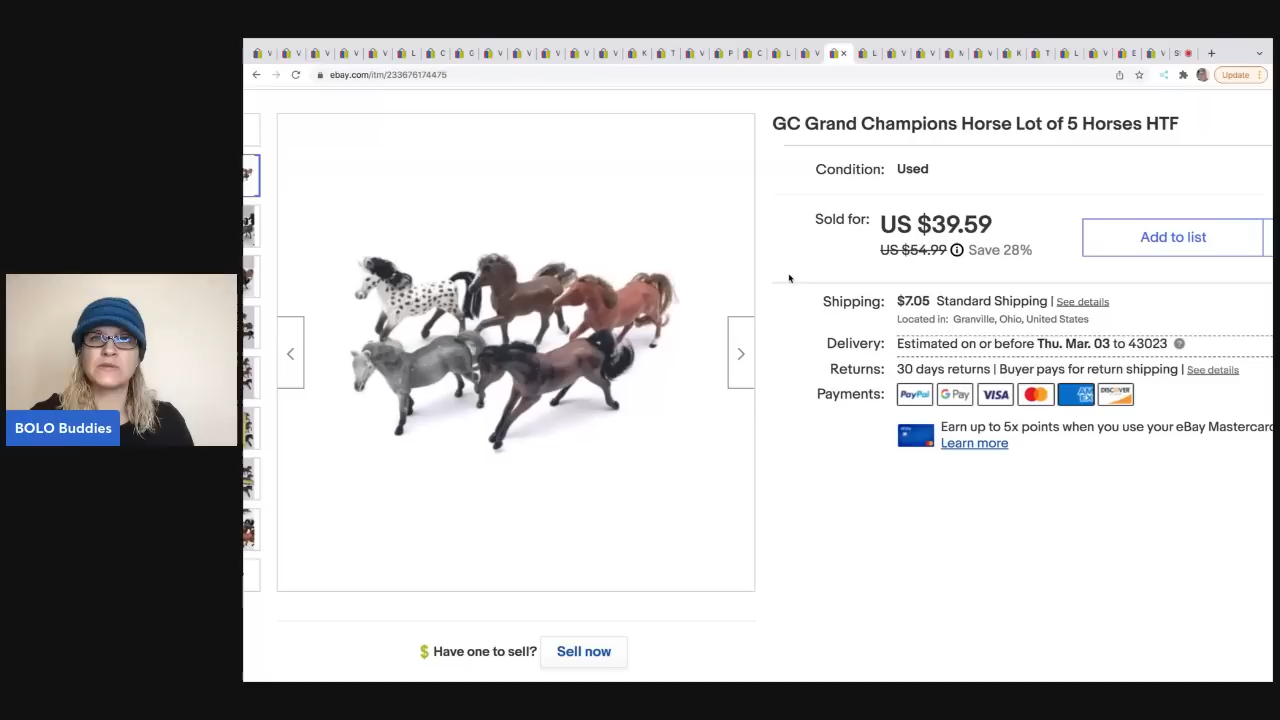 ebay.com/itm/233676174475
Update
GC Grand Champions Horse Lot of 5 Horses HTF
Condition: Used
Sold for: US $39.59
US $54.99 Save 28%
Add to list
Shipping: $7.05 Standard Shipping | See details
Located in: Granville, Ohio, United States
Delivery: Estimated on or before Thu. Mar. 03 to 43023
Returns: 30 days returns | Buyer pays for return shipping | See details
Payments: PayPal G Pay VISA AMEX DISCOVER
Earn up to 5x points when you use your eBay Mastercard
Learn more
BOLO Buddies
Have one to sell? Sell now